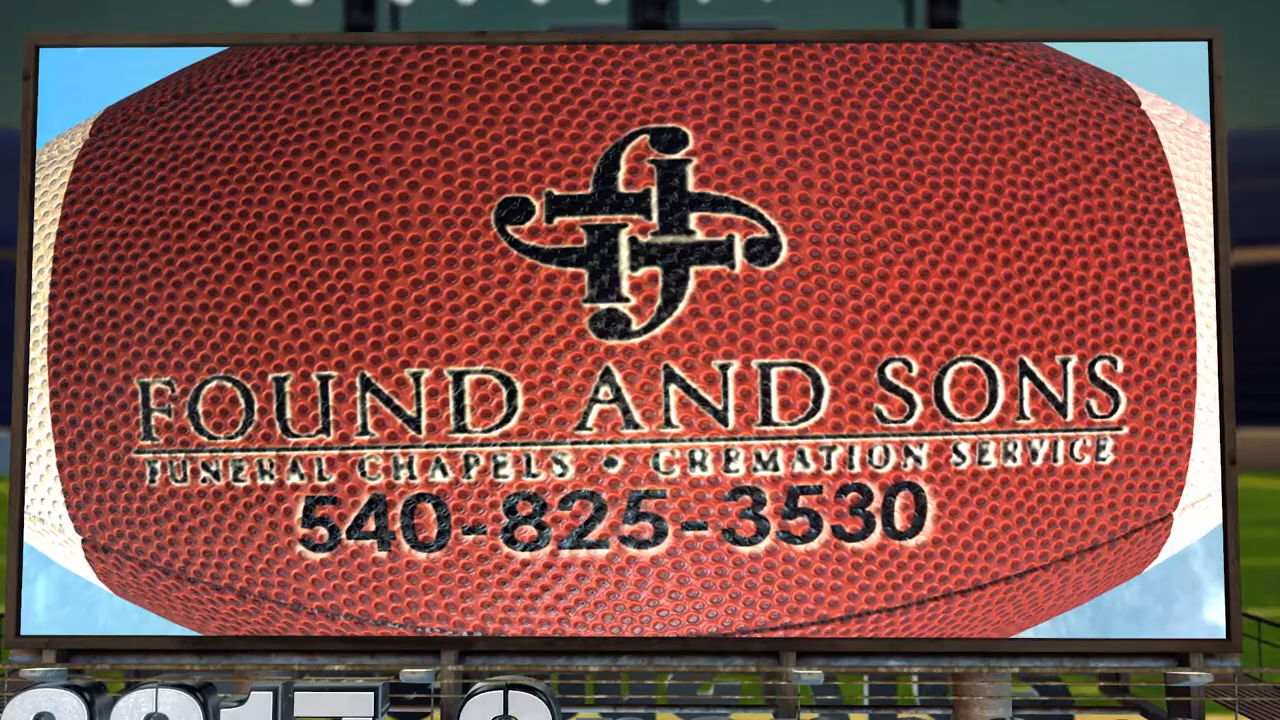 FOUND AND SONS
FUNERAL CHAPELS • CREMATION SERVICE
540-825-3530